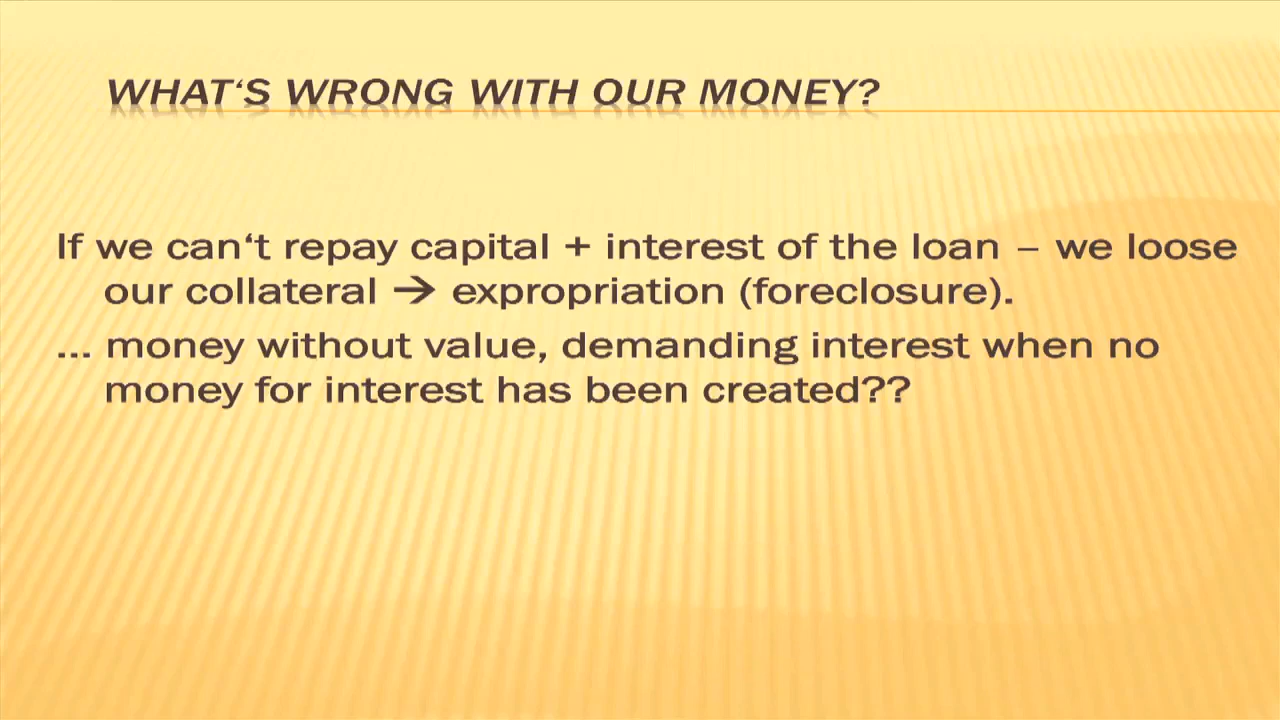 WHAT‘S WRONG WITH OUR MONEY?
If we can‘t repay capital + interest of the loan – we loose
our collateral → expropriation (foreclosure).
... money without value, demanding interest when no
money for interest has been created??